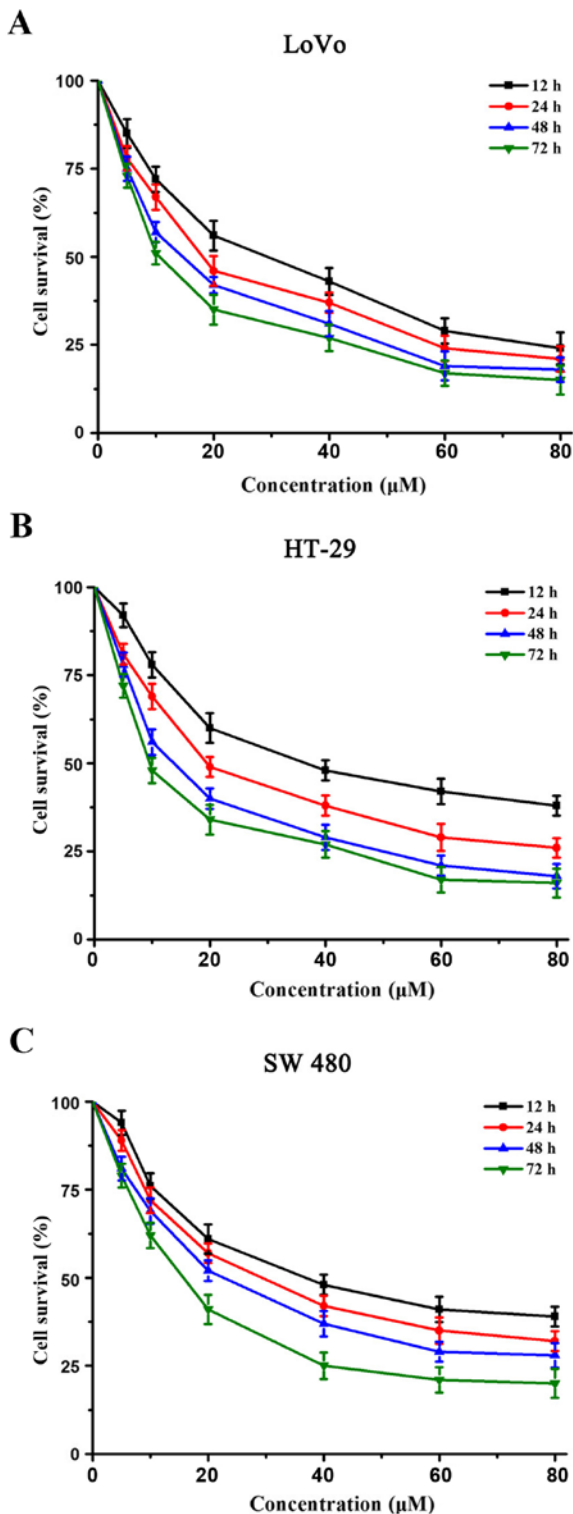 A
LoVo
100
75
50
25
0
Cell survival (%)
12 h
24 h
48 h
72 h
0 20 40 60 80
Concentration (μM)
B
HT-29
100
75
50
25
0
Cell survival (%)
12 h
24 h
48 h
72 h
0 20 40 60 80
Concentration (μM)
C
SW 480
100
75
50
25
0
Cell survival (%)
12 h
24 h
48 h
72 h
0 20 40 60 80
Concentration (μM)